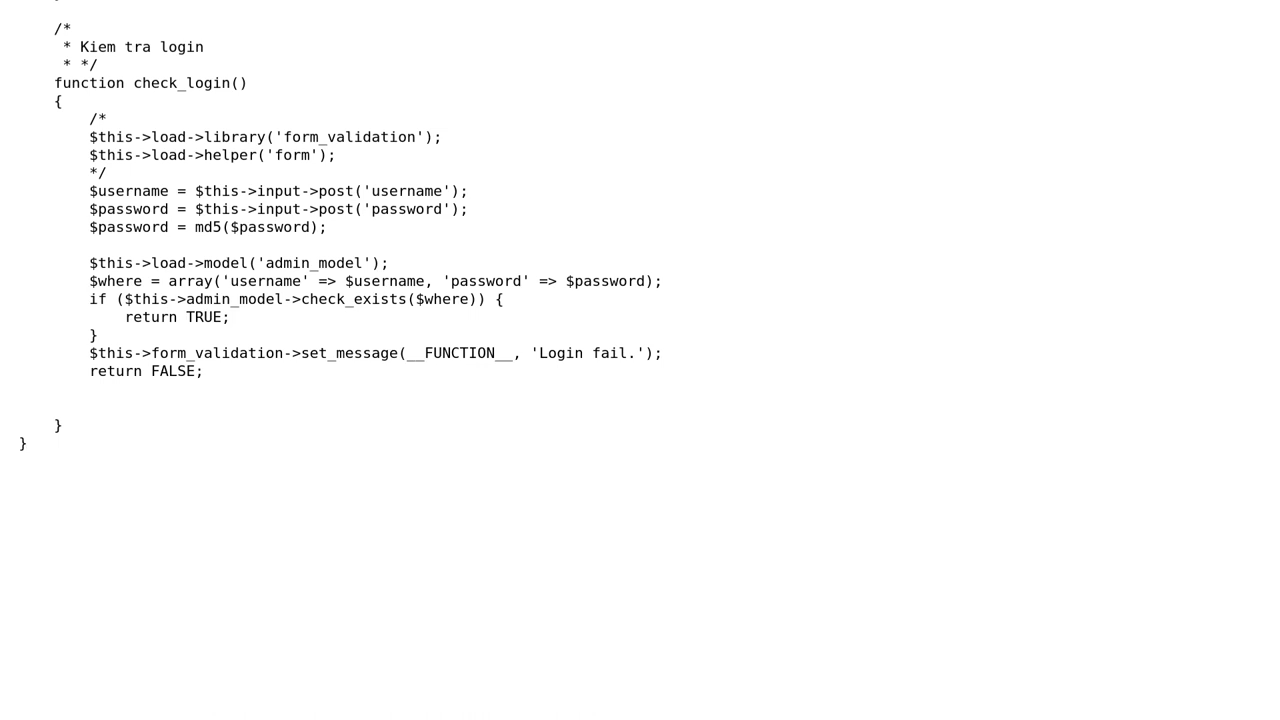 /*
* Kiem tra login
* */
function check_login()
{
/*
$this->load->library('form_validation');
$this->load->helper('form');
*/
$username = $this->input->post('username');
$password = $this->input->post('password');
$password = md5($password);
$this->load->model('admin_model');
$where = array('username' => $username, 'password' => $password);
if ($this->admin_model->check_exists($where)) {
return TRUE;
}
$this->form_validation->set_message(__FUNCTION__, 'Login fail.');
return FALSE;
}
}